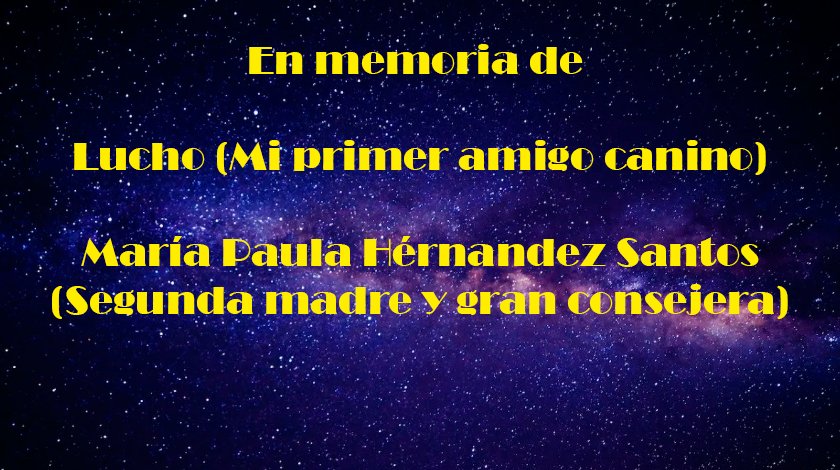 En memoria de
Lucho (Mi primer amigo canino)
María Paula Hérnandez Santos
(Segunda madre y gran consejera)